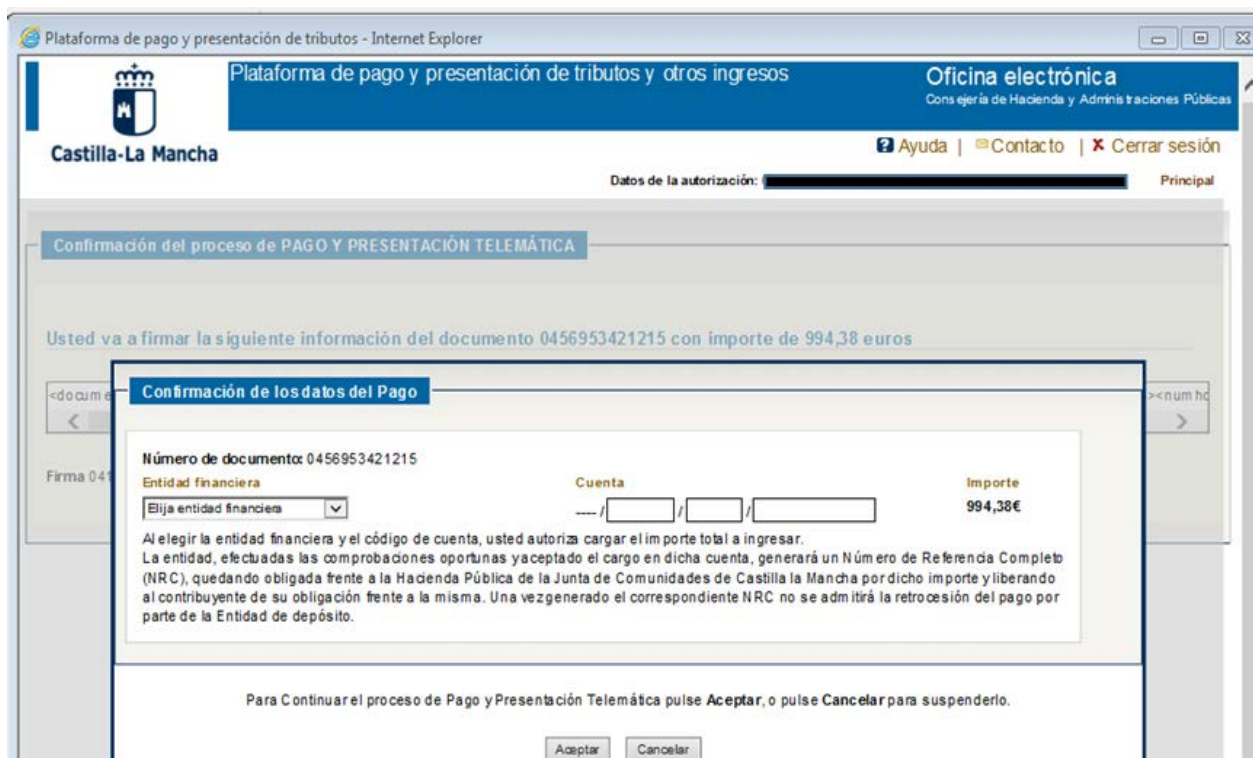 Plataforma de pago y presentación de tributos - Internet Explorer
Plataforma de pago y presentación de tributos y otros ingresos
Oficina electrónica
Consejería de Hacienda y Administraciones Públicas
Castilla-La Mancha
Ayuda | Contacto | Cerrar sesión
Datos de la autorización:
Principal
Confirmación del proceso de PAGO Y PRESENTACIÓN TELEMÁTICA
Usted va a firmar la siguiente información del documento 0456953421215 con importe de 994,38 euros
<docume
><num ho
Firma 041
Confirmación de los datos del Pago
Número de documento: 0456953421215
Entidad financiera Cuenta Importe
Elija entidad financiera ---- / / / 994,38€
Al elegir la entidad financiera y el código de cuenta, usted autoriza cargar el importe total a ingresar.
La entidad, efectuadas las comprobaciones oportunas y aceptado el cargo en dicha cuenta, generará un Número de Referencia Completo
(NRC), quedando obligada frente a la Hacienda Pública de la Junta de Comunidades de Castilla la Mancha por dicho importe y liberando
al contribuyente de su obligación frente a la misma. Una vez generado el correspondiente NRC no se admitirá la retrocesión del pago por
parte de la Entidad de depósito.
Para Continuar el proceso de Pago y Presentación Telemática pulse Aceptar, o pulse Cancelar para suspenderlo.
Aceptar Cancelar